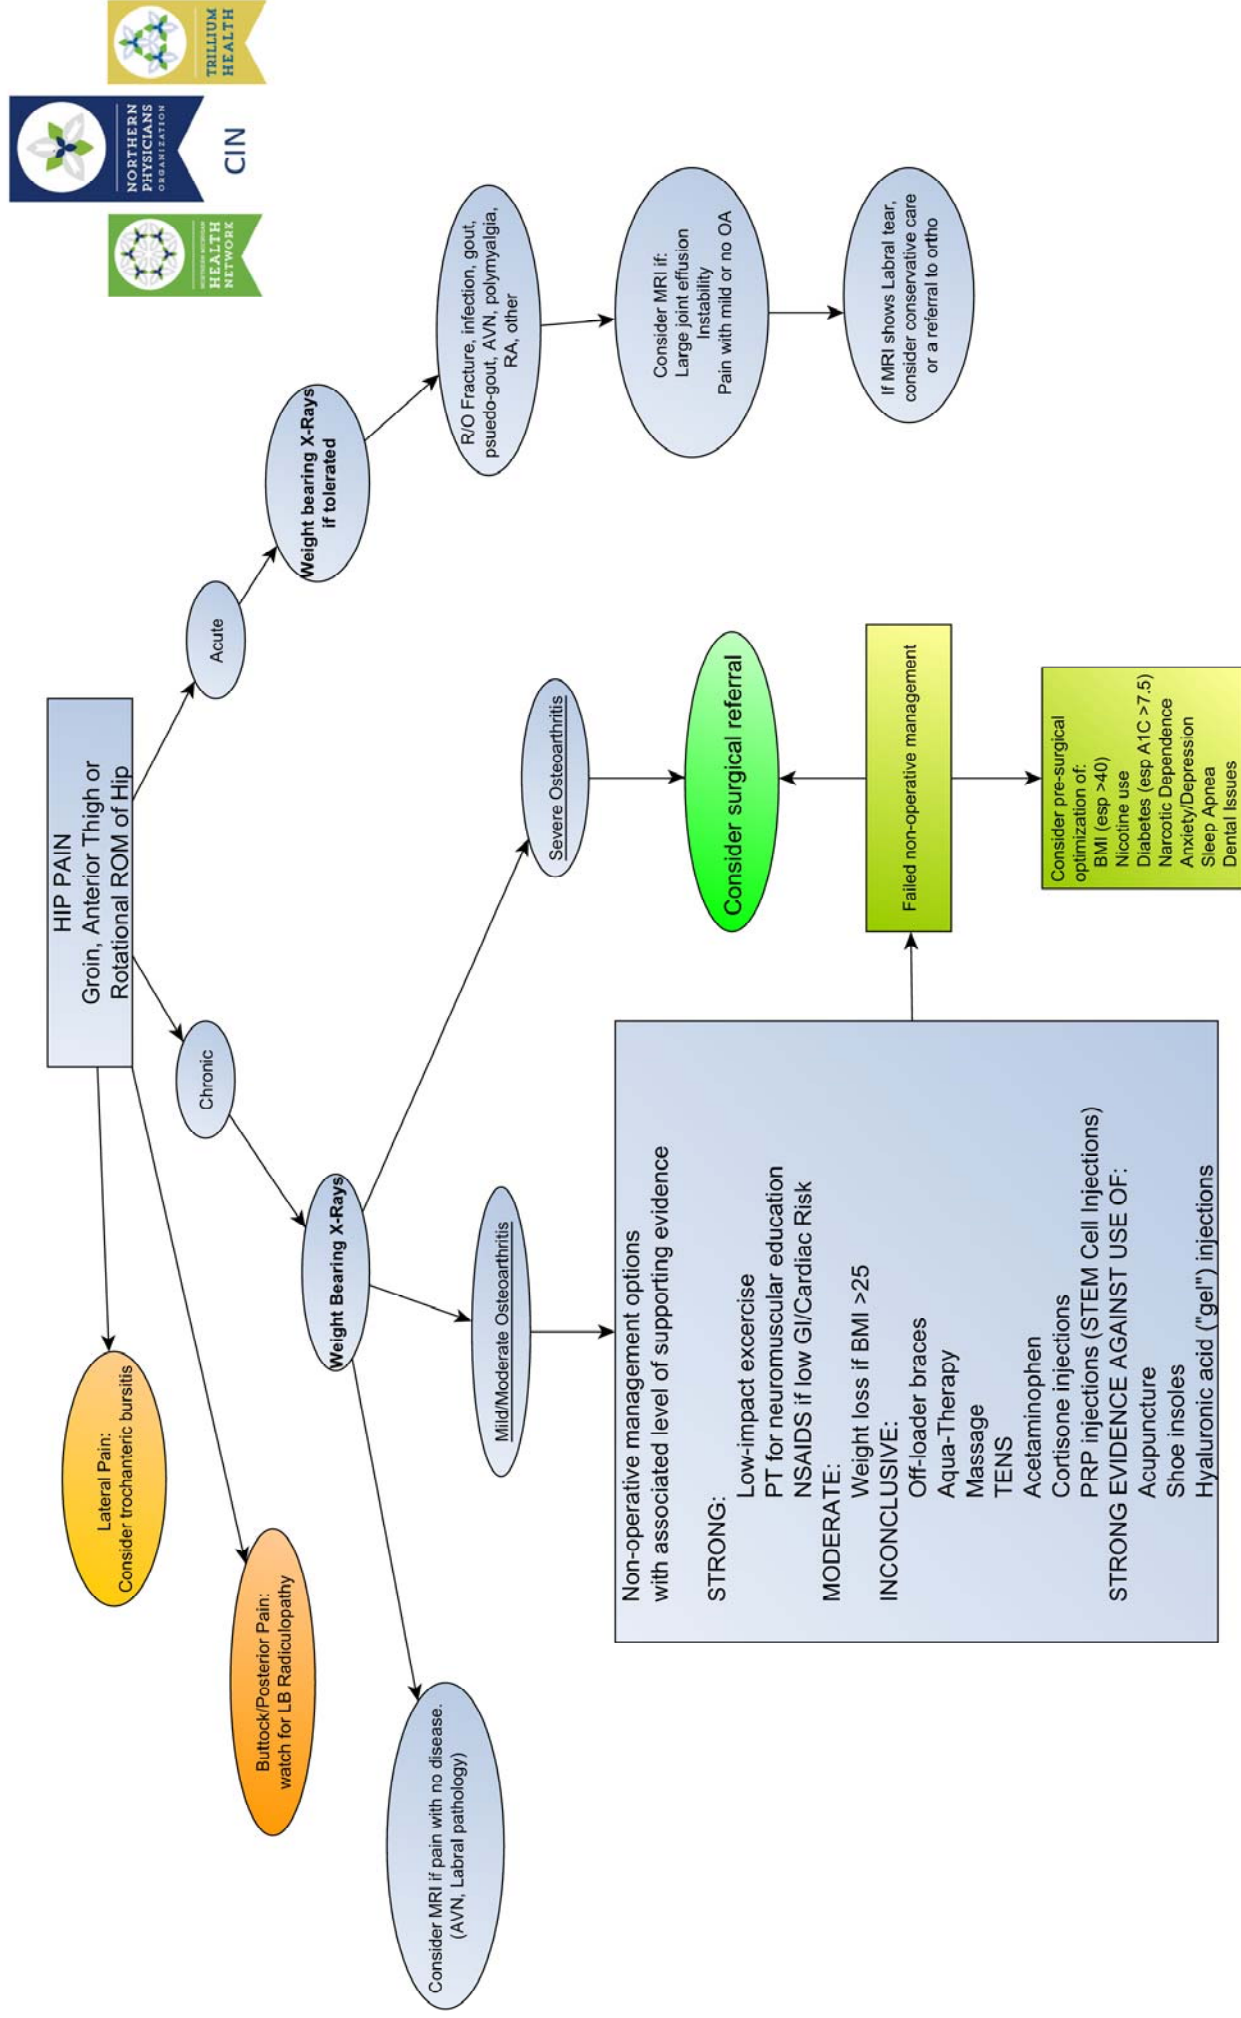 NORTHERN MICHIGAN
HEALTH
NETWORK
NORTHERN
PHYSICIANS
ORGANIZATION
CIN
TRILLIUM
HEALTH
HIP PAIN
Groin, Anterior Thigh or
Rotational ROM of Hip
Lateral Pain:
Consider trochanteric bursitis
Buttock/Posterior Pain:
watch for LB Radiculopathy
Chronic
Acute
Weight Bearing X-Rays
Weight bearing X-Rays
if tolerated
Consider MRI if pain with no disease.
(AVN, Labral pathology)
Mild/Moderate Osteoarthritis
Severe Osteoarthritis
R/O Fracture, infection, gout,
psuedo-gout, AVN, polymyalgia,
RA, other
Non-operative management options
with associated level of supporting evidence
STRONG:
Low-impact excercise
PT for neuromuscular education
NSAIDS if low GI/Cardiac Risk
MODERATE:
Weight loss if BMI >25
INCONCLUSIVE:
Off-loader braces
Aqua-Therapy
Massage
TENS
Acetaminophen
Cortisone injections
PRP injections (STEM Cell Injections)
STRONG EVIDENCE AGAINST USE OF:
Acupuncture
Shoe insoles
Hyaluronic acid ("gel") injections
Consider surgical referral
Failed non-operative management
Consider pre-surgical
optimization of:
BMI (esp >40)
Nicotine use
Diabetes (esp A1C >7.5)
Narcotic Dependence
Anxiety/Depression
Sleep Apnea
Dental Issues
Consider MRI if:
Large joint effusion
Instability
Pain with mild or no OA
If MRI shows Labral tear,
consider conservative care
or a referral to ortho